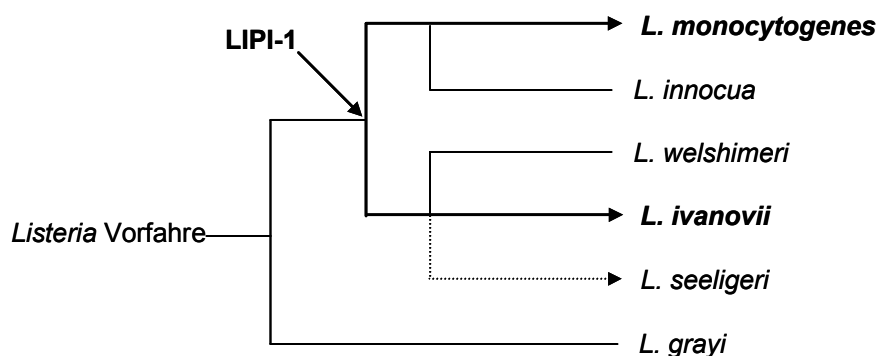 L. monocytogenes
LIPI-1
L. innocua
L. welshimeri
L. ivanovii
Listeria Vorfahre
L. seeligeri
L. grayi